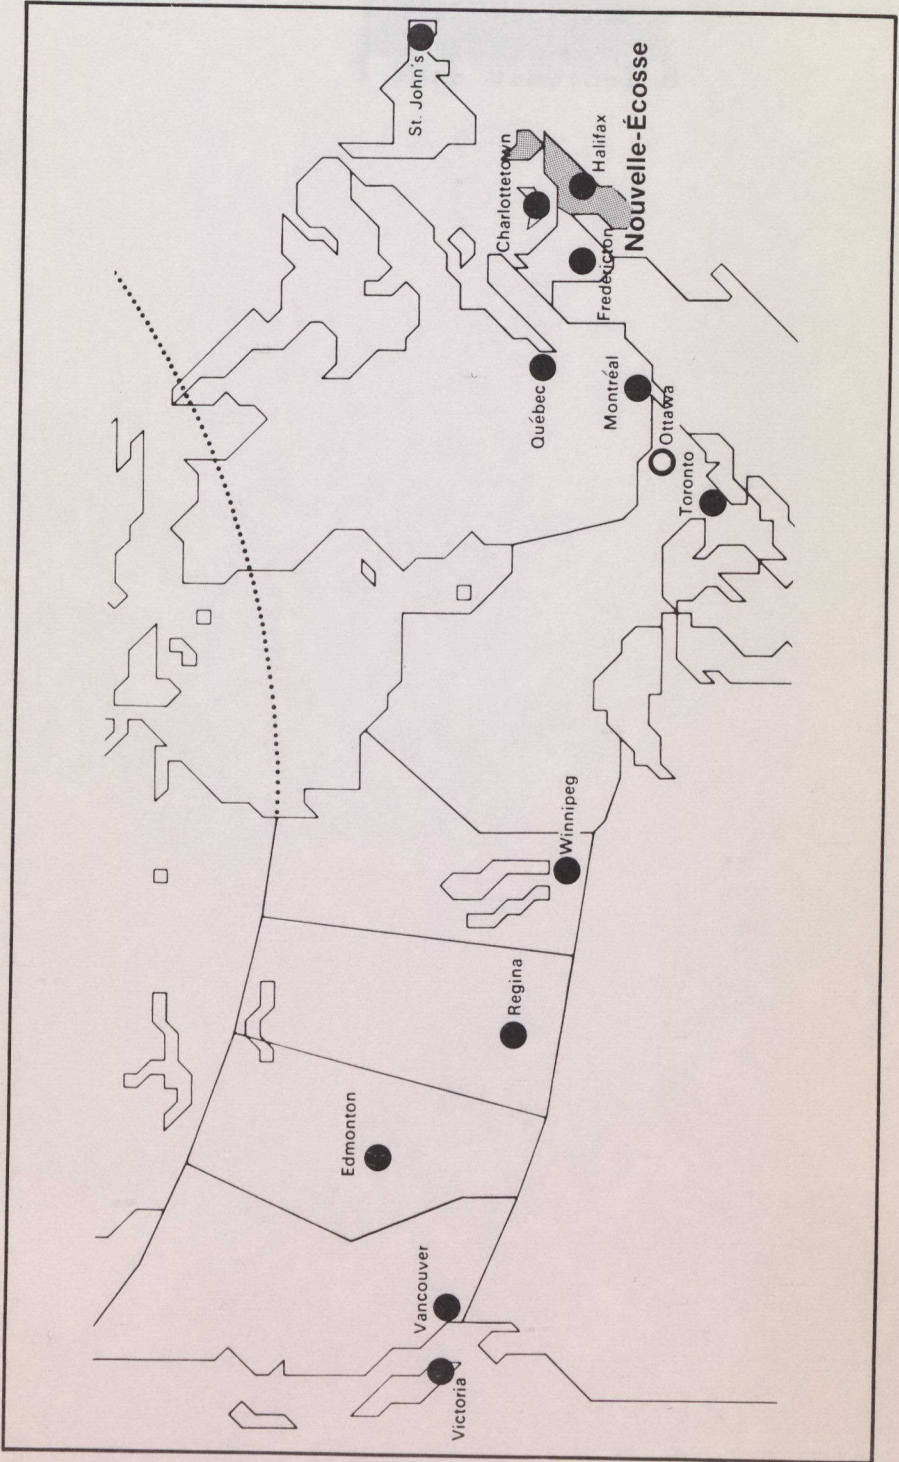 St. John's
Charlottetown
Halifax
Nouvelle-Écosse
Fredericton
Québec
Montréal
Ottawa
Toronto
Winnipeg
Regina
Edmonton
Vancouver
Victoria